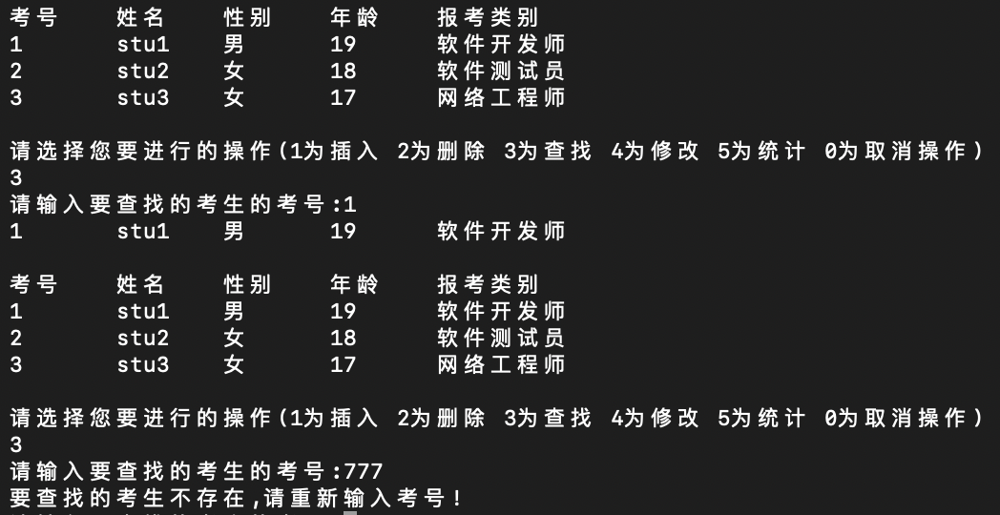 考号 姓名 性别 年龄 报考类别
1 stu1 男 19 软件开发师
2 stu2 女 18 软件测试员
3 stu3 女 17 网络工程师
请选择您要进行的操作(1为插入 2为删除 3为查找 4为修改 5为统计 0为取消操作)
3
请输入要查找的考生的考号:1
1 stu1 男 19 软件开发师
考号 姓名 性别 年龄 报考类别
1 stu1 男 19 软件开发师
2 stu2 女 18 软件测试员
3 stu3 女 17 网络工程师
请选择您要进行的操作(1为插入 2为删除 3为查找 4为修改 5为统计 0为取消操作)
3
请输入要查找的考生的考号:777
要查找的考生不存在,请重新输入考号!